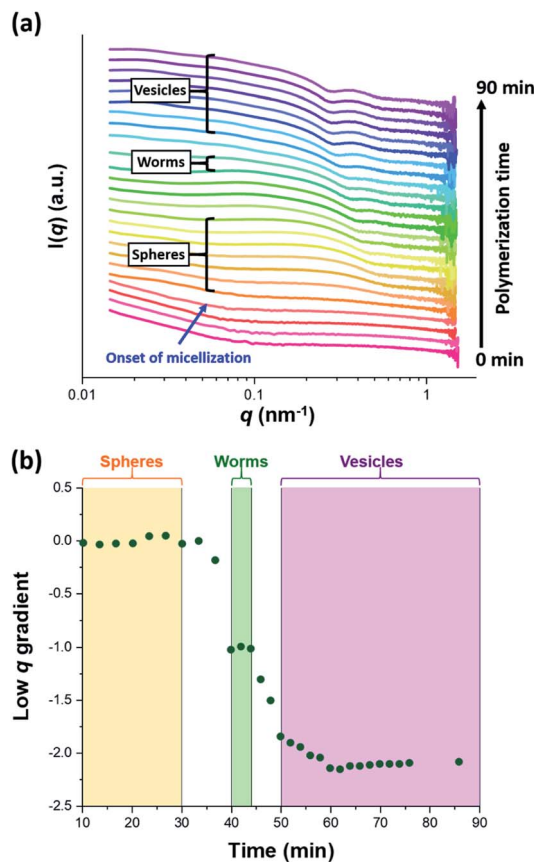 (a)
I(q) (a.u.)
Vesicles
Worms
Spheres
Onset of micellization
90 min
Polymerization time
0 min
0.01
0.1
1
q (nm⁻¹)
(b)
Spheres
Worms
Vesicles
Low q gradient
0.5
0.0
-0.5
-1.0
-1.5
-2.0
-2.5
10 20 30 40 50 60 70 80 90
Time (min)